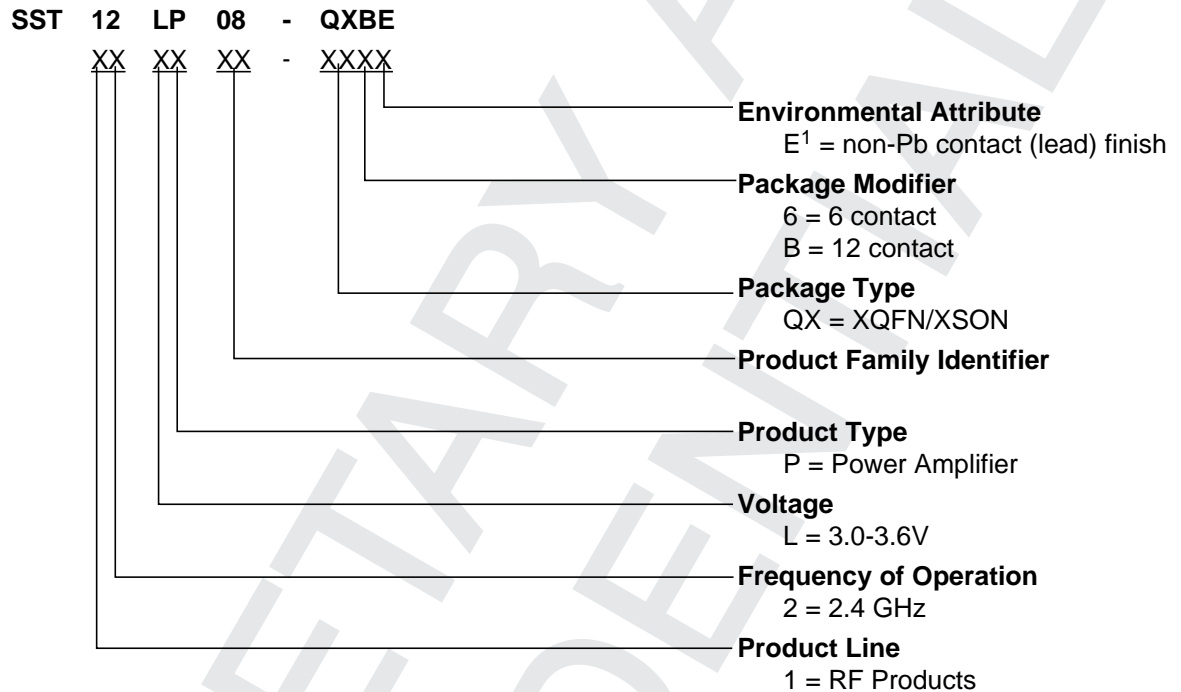 SST 12 LP 08 - QXBE
XX XX XX - XXXX
Environmental Attribute
E1 = non-Pb contact (lead) finish
Package Modifier
6 = 6 contact
B = 12 contact
Package Type
QX = XQFN/XSON
Product Family Identifier
Product Type
P = Power Amplifier
Voltage
L = 3.0-3.6V
Frequency of Operation
2 = 2.4 GHz
Product Line
1 = RF Products